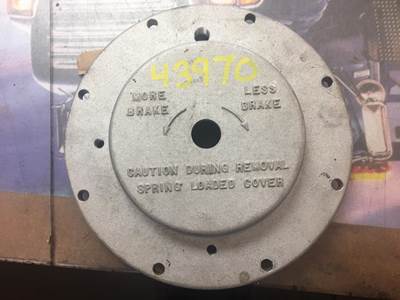 43970
MORE LESS
BRAKE BRAKE
CAUTION DURING REMOVAL
SPRING LOADED COVER